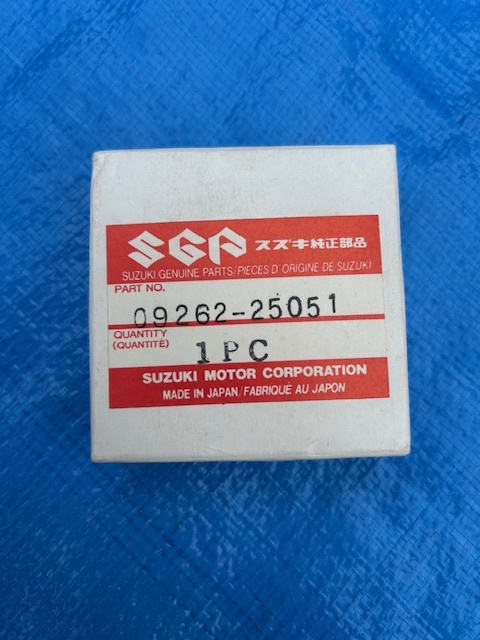 SGP スズキ純正部品
SUZUKI GENUINE PARTS/PIECES D'ORIGINE DE SUZUKI
PART NO.
09262-25051
QUANTITY
(QUANTITÉ)
1PC
SUZUKI MOTOR CORPORATION
MADE IN JAPAN/FABRIQUÉ AU JAPON